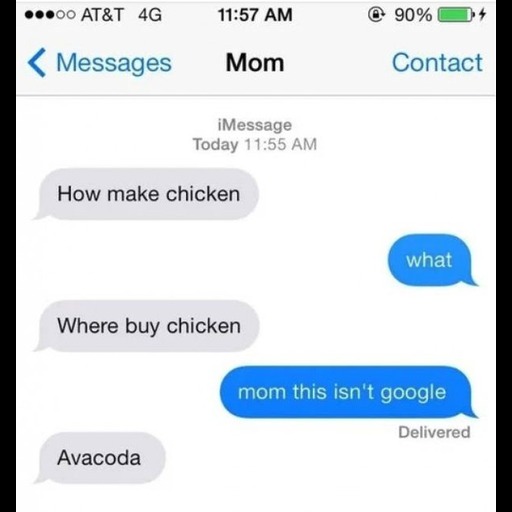 AT&T 4G 11:57 AM 90%
Messages Mom Contact
iMessage
Today 11:55 AM
How make chicken
what
Where buy chicken
mom this isn't google
Delivered
Avacoda